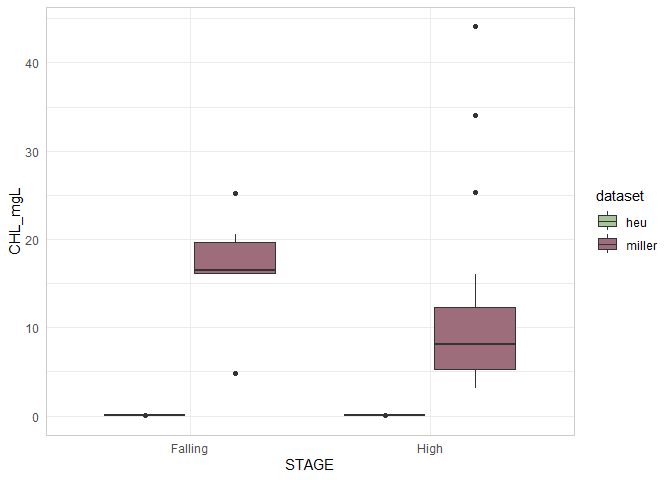 CHL_mgL
40
30
20
10
0
Falling
High
STAGE
dataset
heu
miller